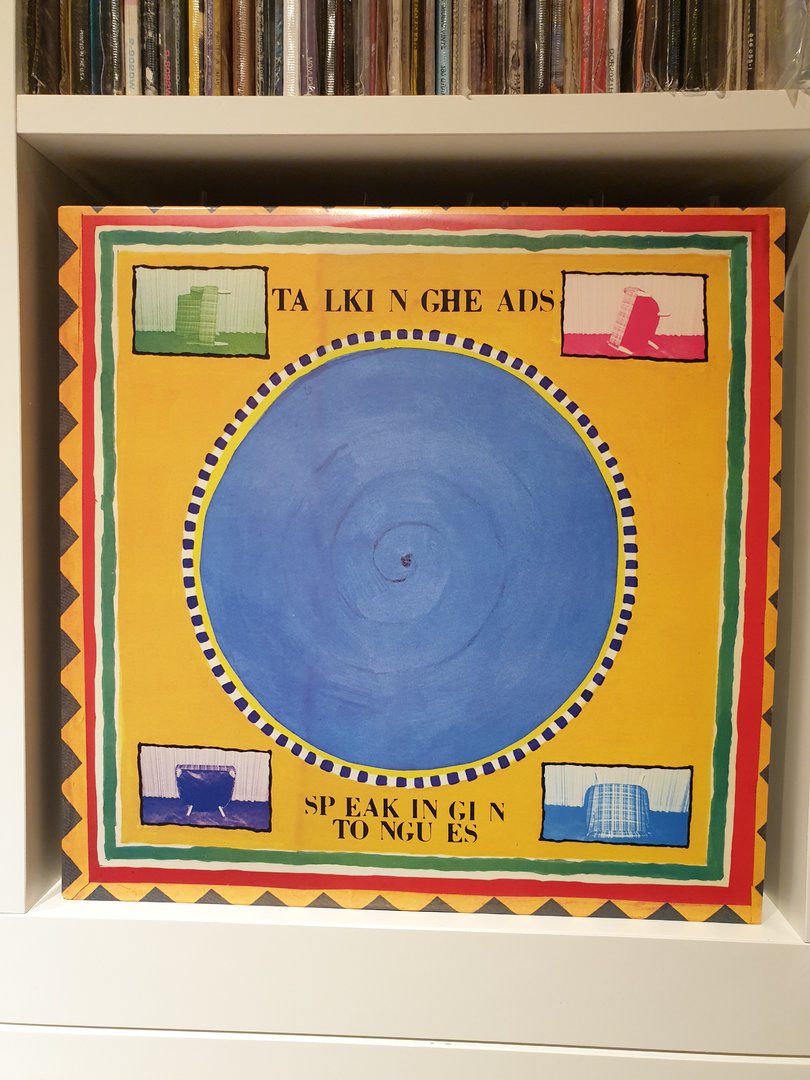 TA LKI N GHE ADS
SP EAK IN GI N
TO NGU ES